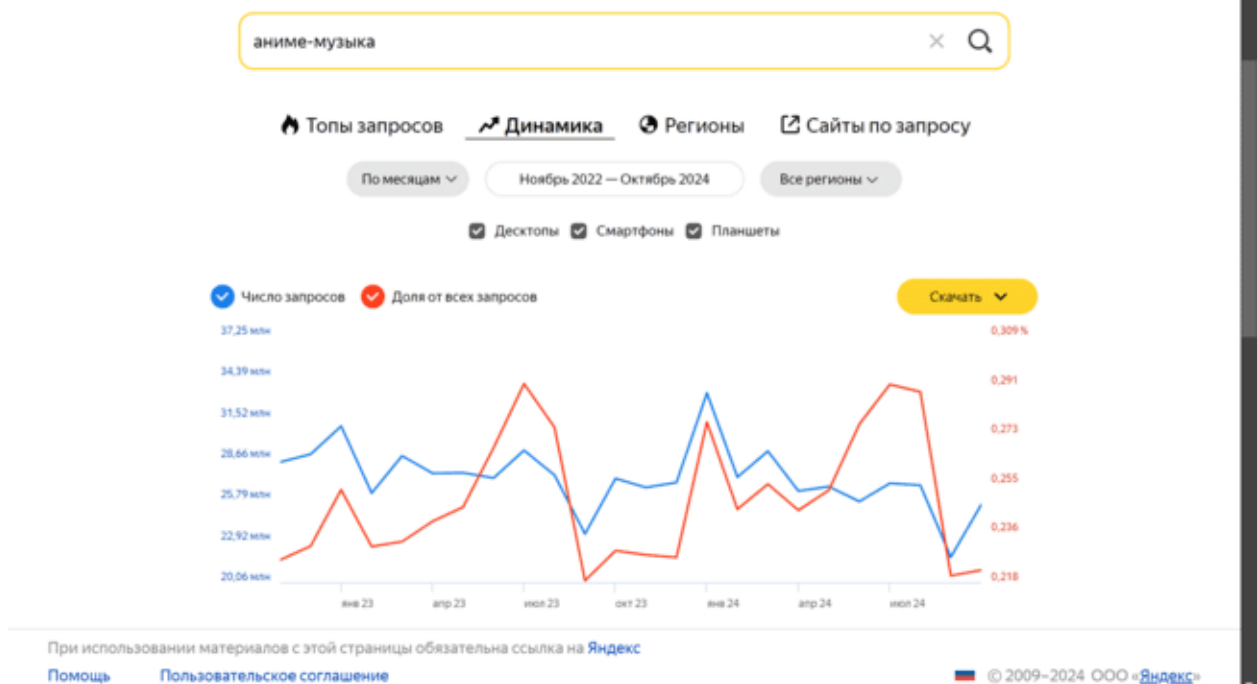 аниме-музыка
Топы запросов Динамика Регионы Сайты по запросу
По месяцам Ноябрь 2022 — Октябрь 2024 Все регионы
Десктопы Смартфоны Планшеты
Число запросов Доля от всех запросов Скачать
37,25 млн 0,309 %
34,39 млн 0,291
31,52 млн 0,273
28,66 млн 0,255
25,79 млн 0,236
22,92 млн 0,218
20,06 млн
янв 23 апр 23 июл 23 окт 23 янв 24 апр 24 июл 24
При использовании материалов с этой страницы обязательна ссылка на Яндекс
Помощь Пользовательское соглашение © 2009–2024 ООО «Яндекс»